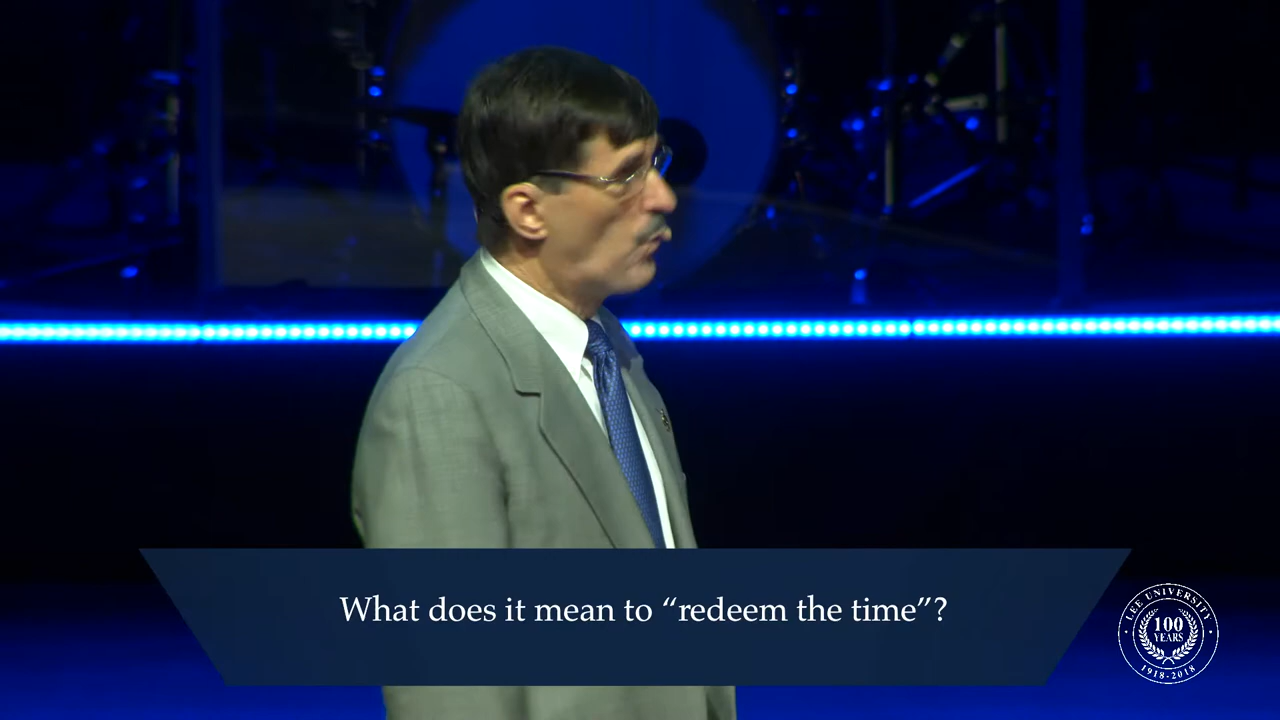 What does it mean to “redeem the time”?
• LEE UNIVERSITY •
100
YEARS
1918-2018